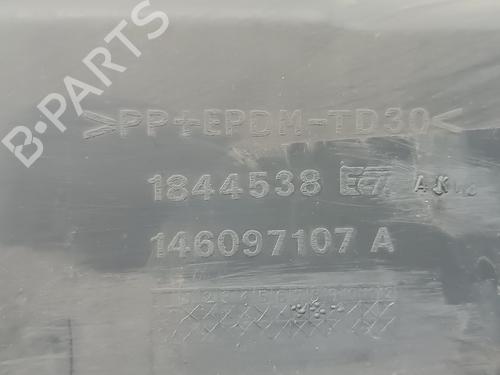 B-PARTS
>PP+EPDM-TD30<
1844538
146097107 A